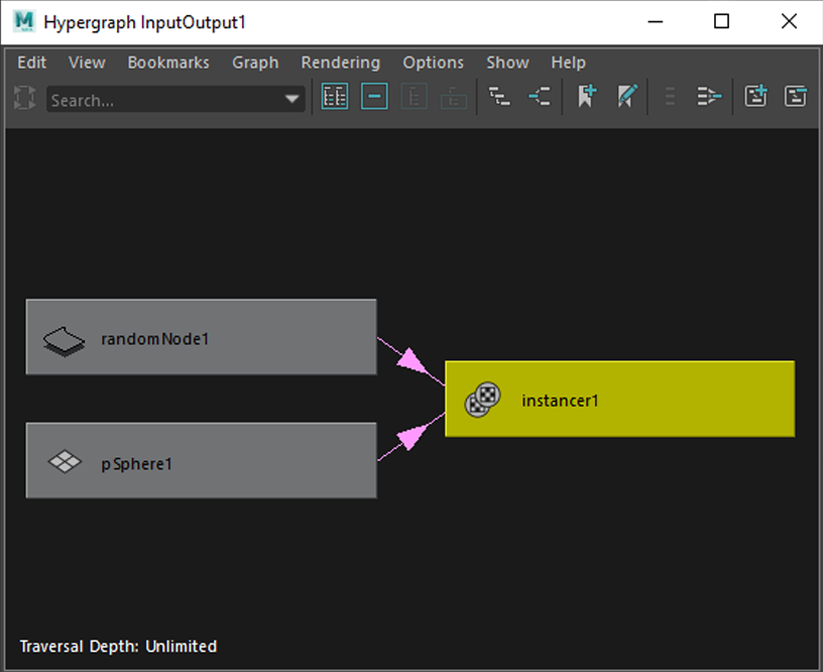 Hypergraph InputOutput1
Edit View Bookmarks Graph Rendering Options Show Help
Search...
randomNode1
instancer1
pSphere1
Traversal Depth: Unlimited